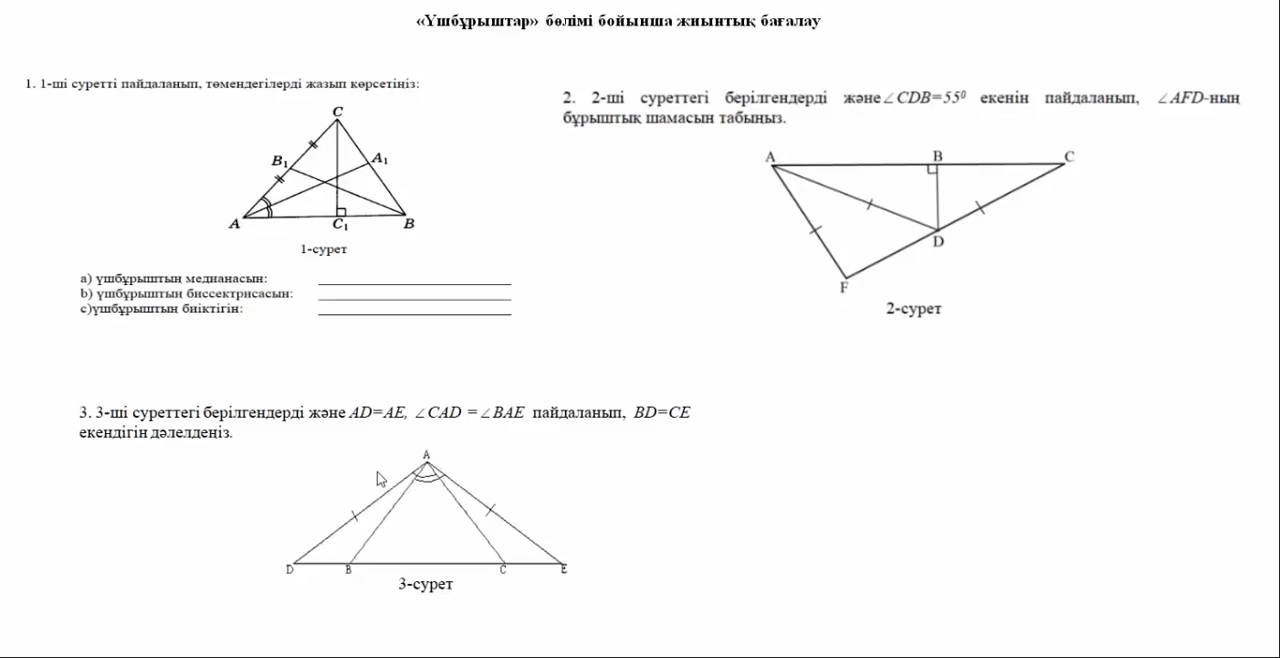 «Үшбұрыштар» бөлімі бойынша жиынтық бағалау
1. 1-ші суретті пайдаланып, төмендегілерді жазып көрсетіңіз:
C
B₁
A₁
A
C₁
B
1-сурет
a) үшбұрыштың медианасын:
b) үшбұрыштың биссектрисасын:
c)үшбұрыштың биіктігін:
2. 2-ші суреттегі берілгендерді және∠CDB=55⁰ екенін пайдаланып, ∠AFD-ның
бұрыштық шамасын табыңыз.
A
B
C
D
F
2-сурет
3. 3-ші суреттегі берілгендерді және AD=AE, ∠CAD =∠BAE пайдаланып, BD=CE
екендігін дәлелденіз.
A
D
B
C
E
3-сурет